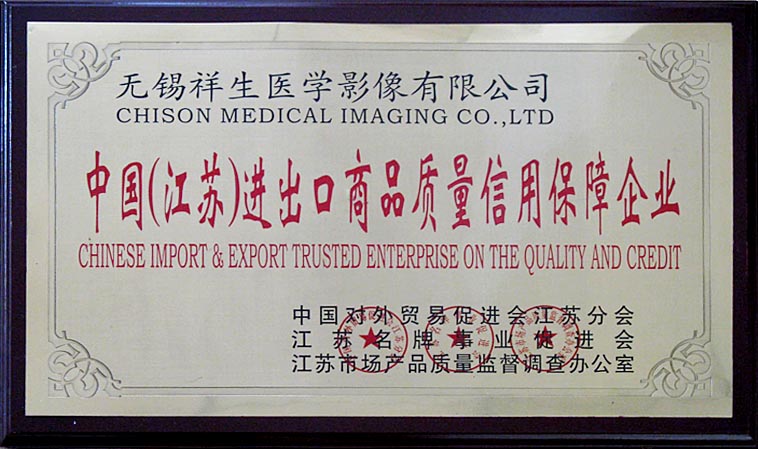 无锡祥生医学影像有限公司
CHISON MEDICAL IMAGING CO.,LTD
中国(江苏)进出口商品质量信用保障企业
CHINESE IMPORT & EXPORT TRUSTED ENTERPRISE ON THE QUALITY AND CREDIT
中国对外贸易促进会江苏分会
江苏名牌事业促进会
江苏市场产品质量监督调查办公室